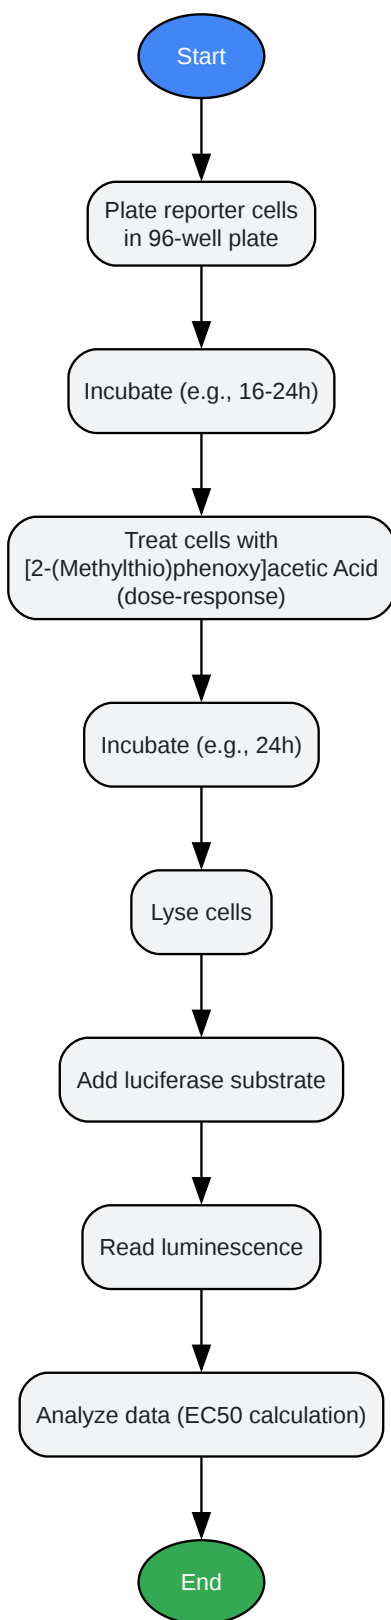 Start
Plate reporter cells
in 96-well plate
Incubate (e.g., 16-24h)
Treat cells with
[2-(Methylthio)phenoxy]acetic Acid
(dose-response)
Incubate (e.g., 24h)
Lyse cells
Add luciferase substrate
Read luminescence
Analyze data (EC50 calculation)
End